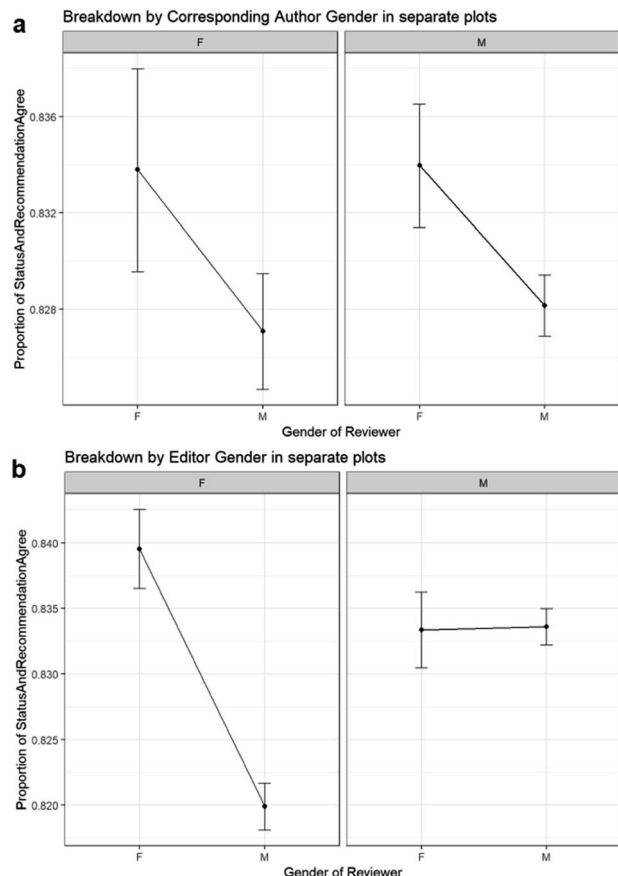 a
Breakdown by Corresponding Author Gender in separate plots
F
M
Proportion of StatusAndRecommendationAgree
0.836
0.832
0.828
F
M
F
M
Gender of Reviewer
b
Breakdown by Editor Gender in separate plots
F
M
Proportion of StatusAndRecommendationAgree
0.840
0.835
0.830
0.825
0.820
F
M
F
M
Gender of Reviewer